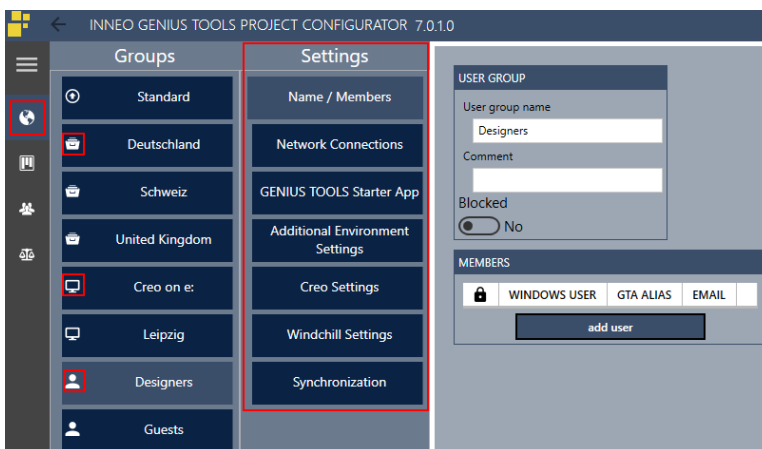 INNEO GENIUS TOOLS PROJECT CONFIGURATOR 7.0.1.0
Groups
Standard
Deutschland
Schweiz
United Kingdom
Creo on e:
Leipzig
Designers
Guests
Settings
Name / Members
Network Connections
GENIUS TOOLS Starter App
Additional Environment
Settings
Creo Settings
Windchill Settings
Synchronization
USER GROUP
User group name
Designers
Comment
Blocked
No
MEMBERS
WINDOWS USER GTA ALIAS EMAIL
add user